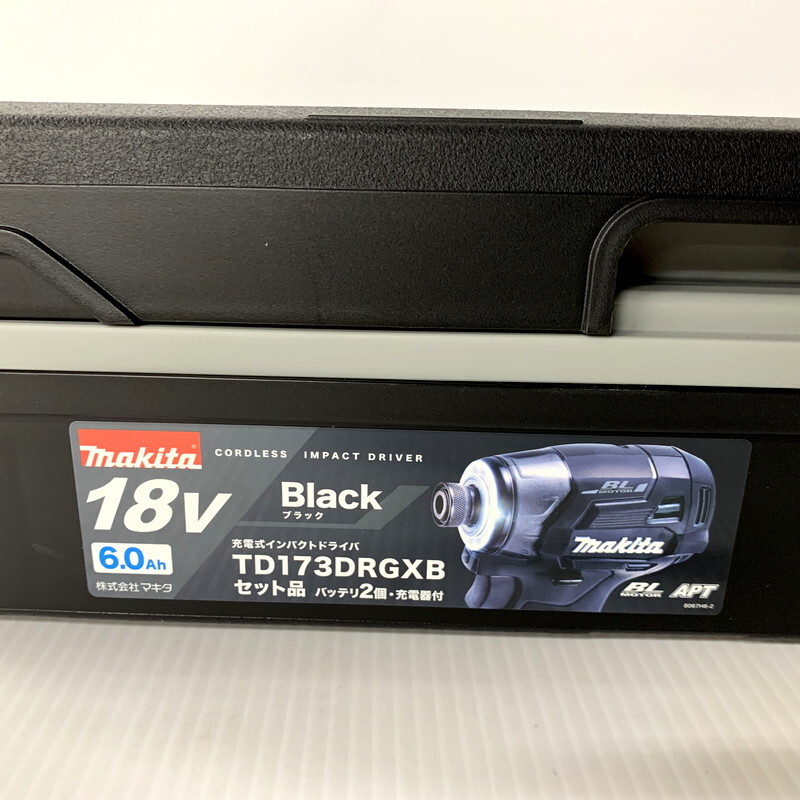 makita
CORDLESS IMPACT DRIVER
18V
Black
ブラック
6.0Ah
充電式インパクトドライバ
TD173DRGXB
株式会社マキタ
セット品 バッテリ2個・充電器付
BL
MOTOR
makita
BL
MOTOR
APT
8087H6-2